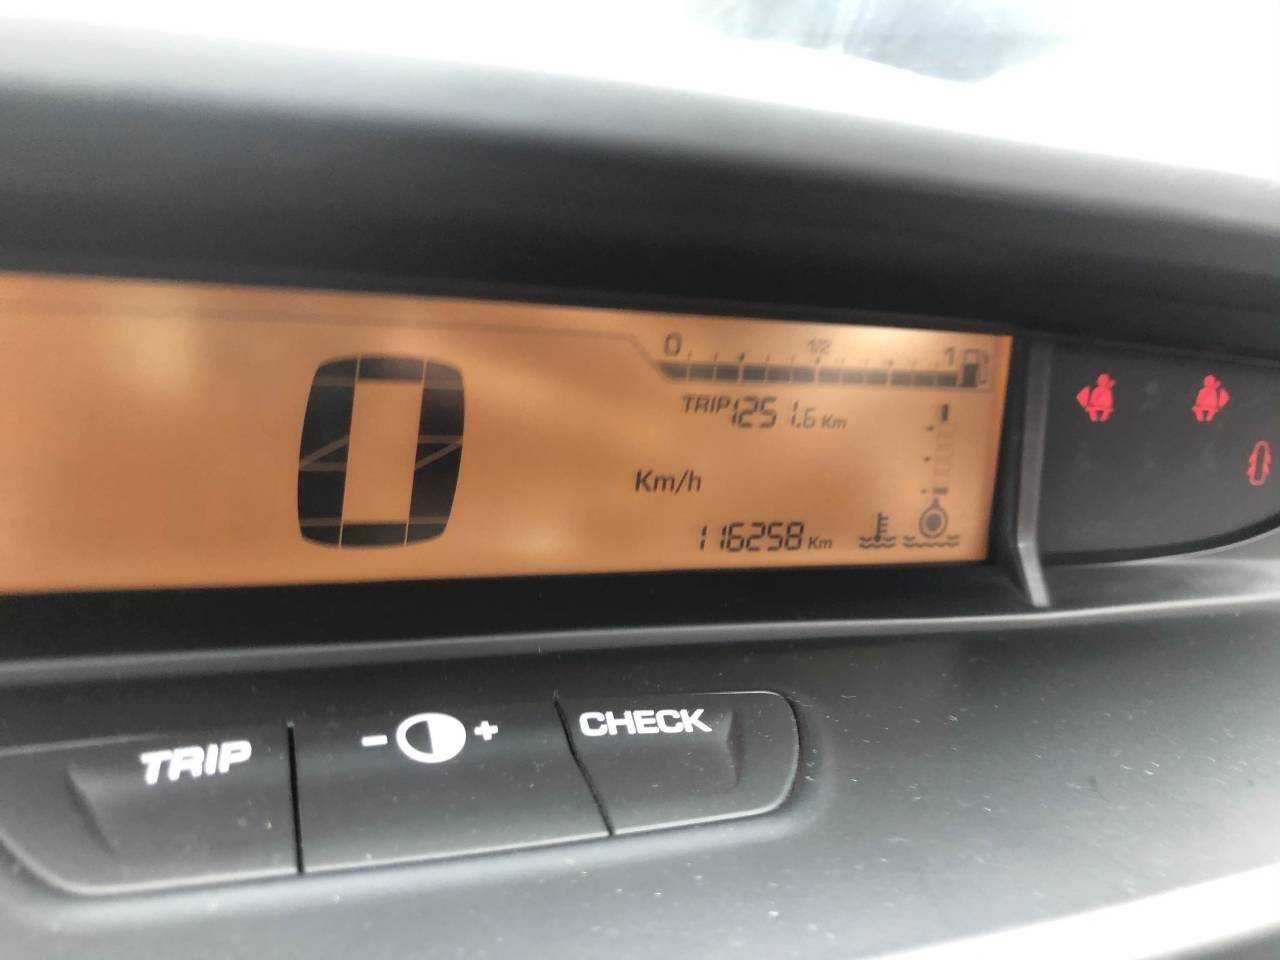 0 1/2 1
TRIP 1251.6 Km
0 Km/h
116258 Km
TRIP - + CHECK